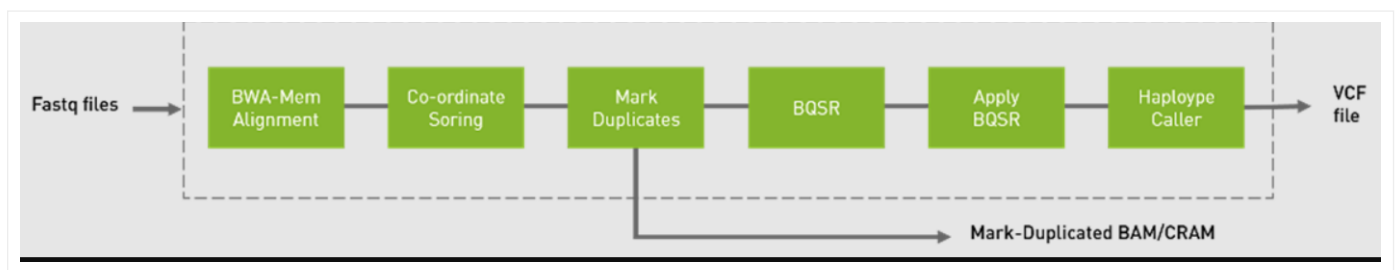 Fastq files
BWA-Mem
Alignment
Co-ordinate
Soring
Mark
Duplicates
BQSR
Apply
BQSR
Haploype
Caller
VCF
file
Mark-Duplicated BAM/CRAM